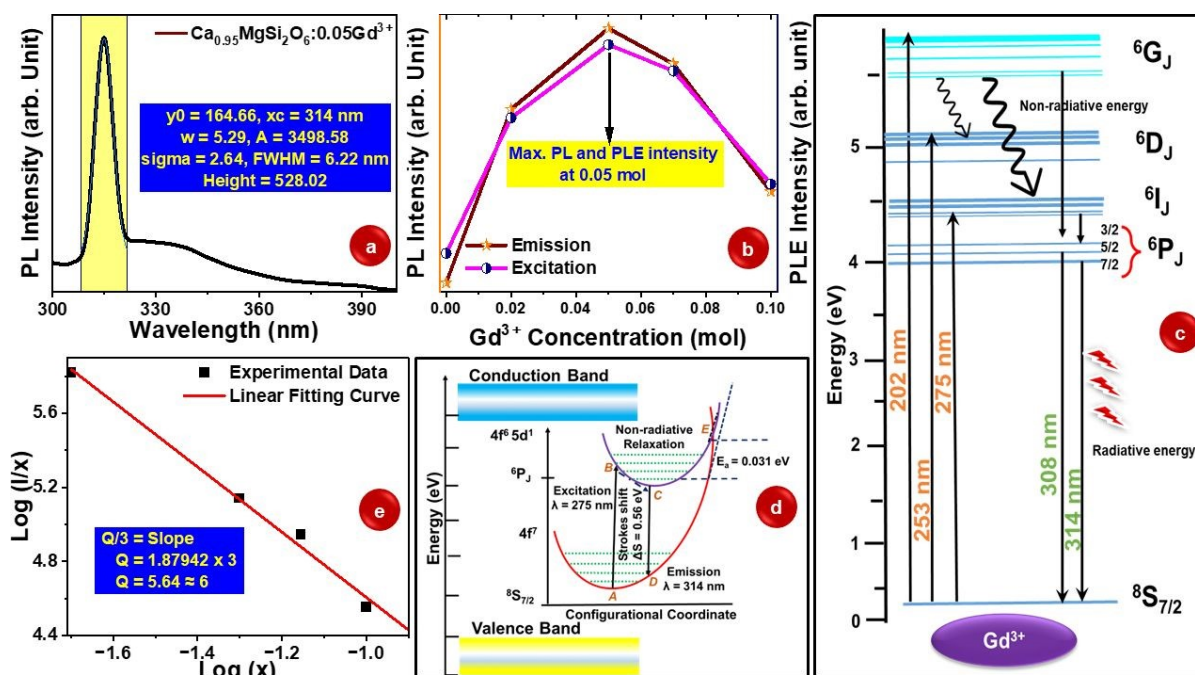 PL Intensity (arb. Unit)
Ca0.95MgSi2O6:0.05Gd3+
y0 = 164.66, xc = 314 nm
w = 5.29, A = 3498.58
sigma = 2.64, FWHM = 6.22 nm
Height = 528.02
a
300 330 360 390
Wavelength (nm)
PL Intensity (arb. Unit)
Max. PL and PLE intensity
at 0.05 mol
Emission
Excitation
b
0.00 0.02 0.04 0.06 0.08 0.10
Gd3+ Concentration (mol)
PLE Intensity (arb. Unit)
Energy (eV)
5
4
3
2
1
0
6GJ
Non-radiative energy
6DJ
6IJ
3/2
5/2
7/2
6PJ
c
202 nm
253 nm
275 nm
308 nm
314 nm
Radiative energy
8S7/2
Gd3+
Log (I/x)
5.6
5.2
4.8
4.4
Experimental Data
Linear Fitting Curve
e
Q/3 = Slope
Q = 1.87942 x 3
Q = 5.64 ≈ 6
−1.6 −1.4 −1.2 −1.0
Log (x)
Energy (eV)
Conduction Band
4f6 5d1
Non-radiative
Relaxation
E
Ea = 0.031 eV
6PJ
B
C
Excitation
λ = 275 nm
Strokes shift
ΔS = 0.56 eV
d
4f7
Emission
λ = 314 nm
D
A
8S7/2
Configurational Coordinate
Valence Band